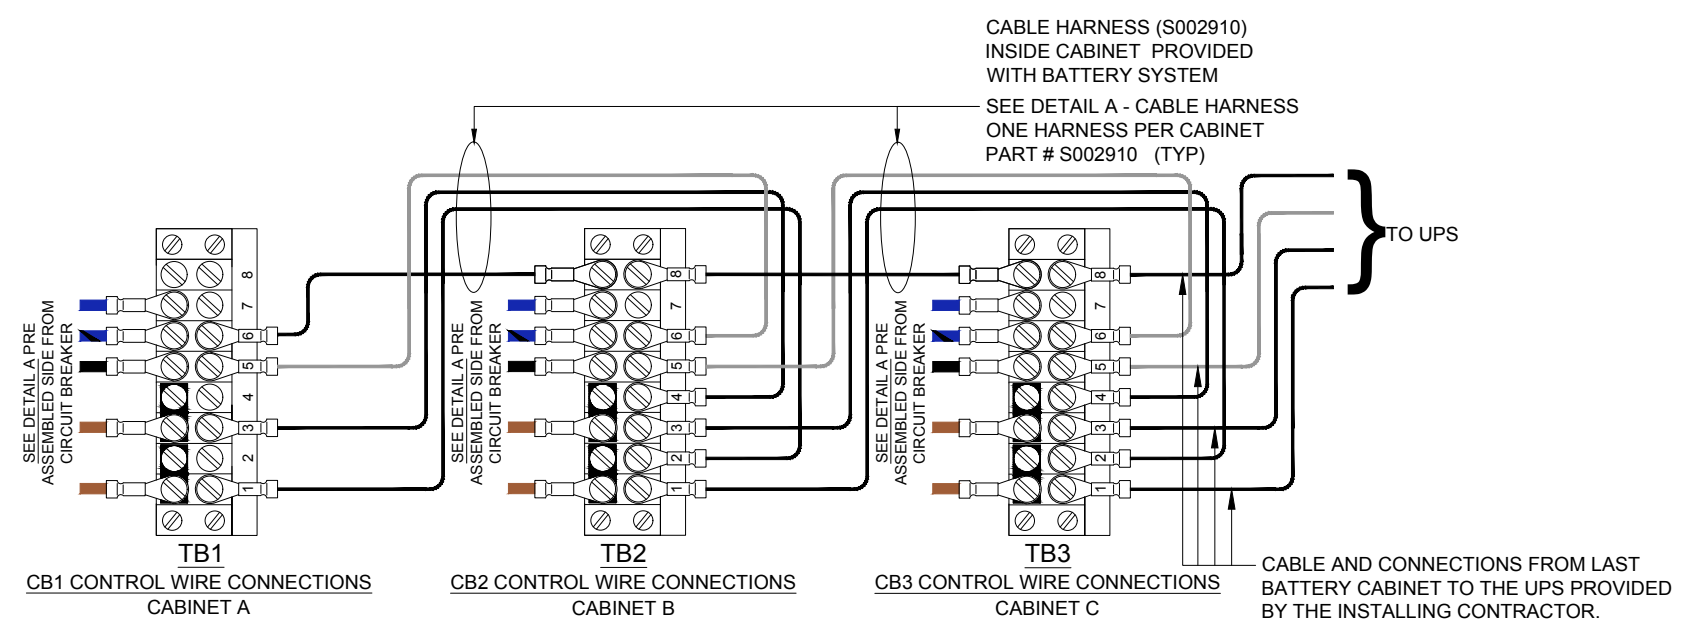 CABLE HARNESS (S002910)
INSIDE CABINET PROVIDED
WITH BATTERY SYSTEM
SEE DETAIL A - CABLE HARNESS
ONE HARNESS PER CABINET
PART # S002910 (TYP)
TO UPS
SEE DETAIL A PRE
ASSEMBLED SIDE FROM
CIRCUIT BREAKER
8
7
6
5
4
3
2
1
TB1
CB1 CONTROL WIRE CONNECTIONS
CABINET A
SEE DETAIL A PRE
ASSEMBLED SIDE FROM
CIRCUIT BREAKER
8
7
6
5
4
3
2
1
TB2
CB2 CONTROL WIRE CONNECTIONS
CABINET B
SEE DETAIL A PRE
ASSEMBLED SIDE FROM
CIRCUIT BREAKER
8
7
6
5
4
3
2
1
TB3
CB3 CONTROL WIRE CONNECTIONS
CABINET C
CABLE AND CONNECTIONS FROM LAST
BATTERY CABINET TO THE UPS PROVIDED
BY THE INSTALLING CONTRACTOR.